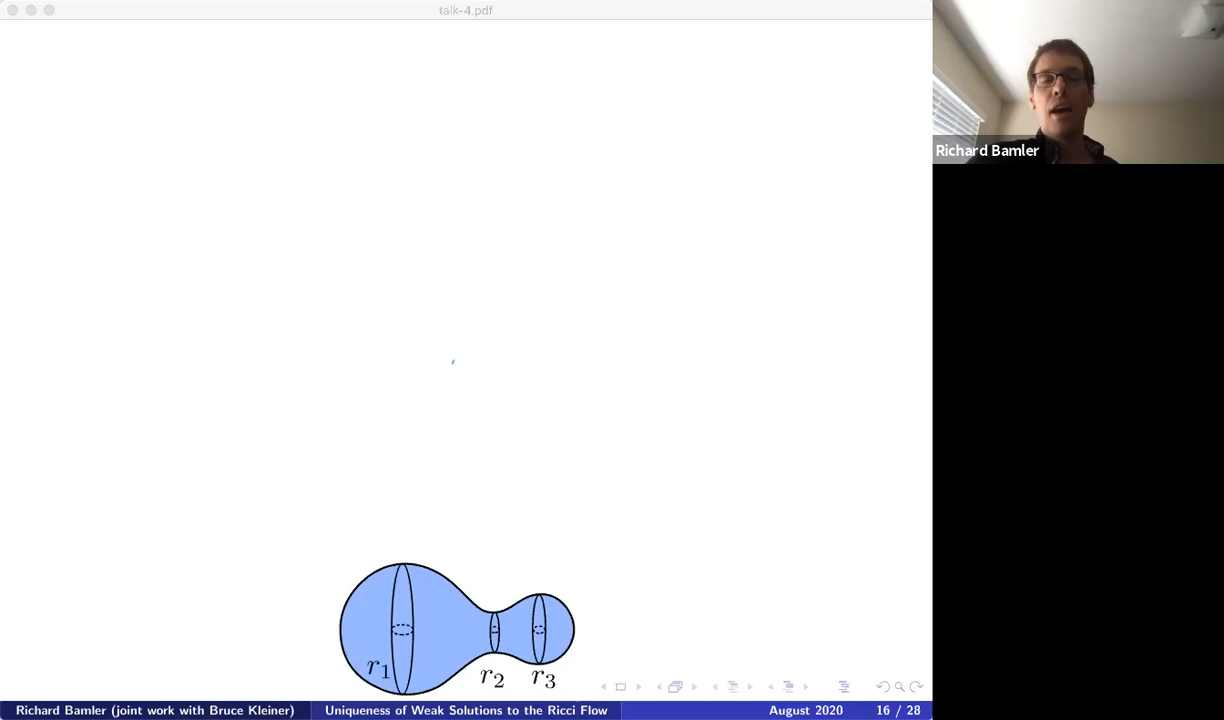 talk-4.pdf
Richard Bamler
r₁
r₂
r₃
Richard Bamler (joint work with Bruce Kleiner) Uniqueness of Weak Solutions to the Ricci Flow August 2020 16 / 28